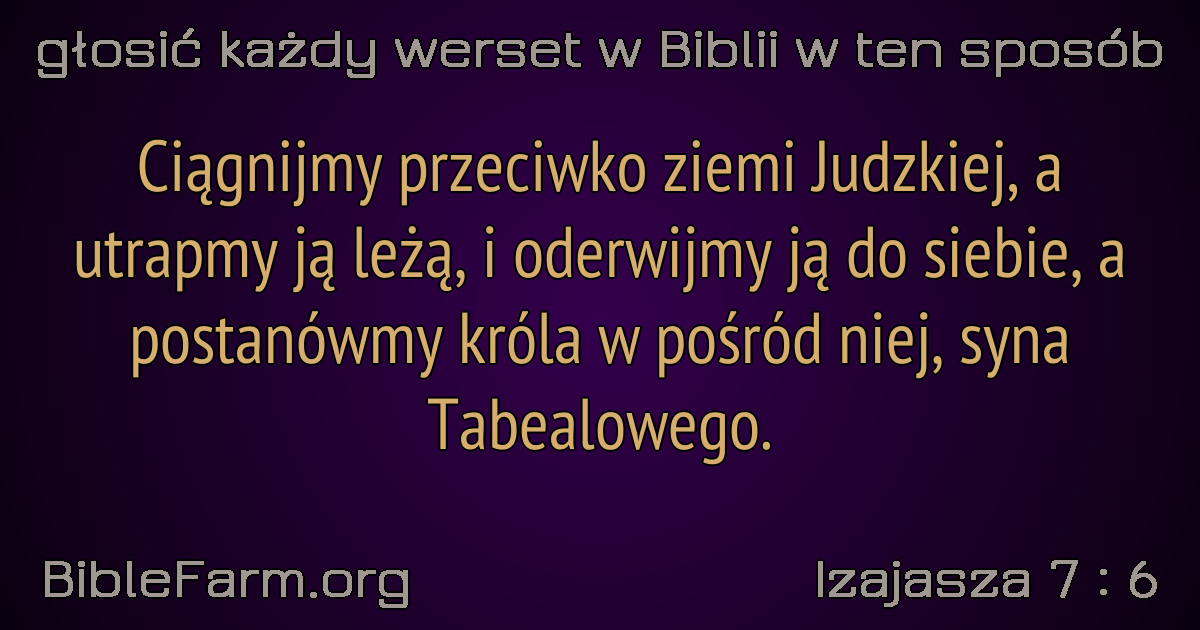 głosić każdy werset w Biblii w ten sposób
Ciągnijmy przeciwko ziemi Judzkiej, a
utrapmy ją leżą, i oderwijmy ją do siebie, a
postanówmy króla w pośród niej, syna
Tabealowego.
BibleFarm.org
Izajasza 7 : 6